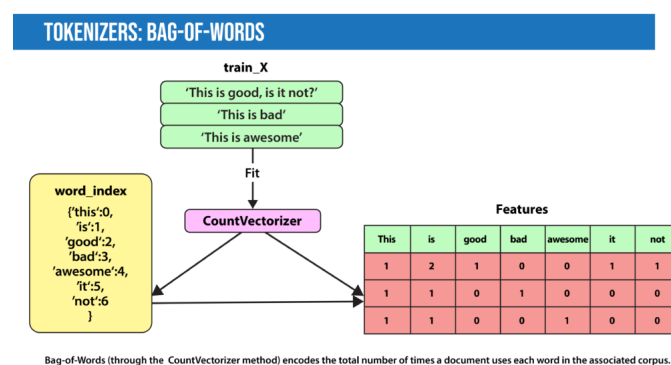 TOKENIZERS: BAG-OF-WORDS
train_X
‘This is good, is it not?’
‘This is bad’
‘This is awesome’
Fit
CountVectorizer
word_index
{‘this’:0,
‘is’:1,
‘good’:2,
‘bad’:3,
‘awesome’:4,
‘it’:5,
‘not’:6
}
Features
This is good bad awesome it not
1 2 1 0 0 1 1
1 1 0 1 0 0 0
1 1 0 0 1 0 0
Bag-of-Words (through the CountVectorizer method) encodes the total number of times a document uses each word in the associated corpus.